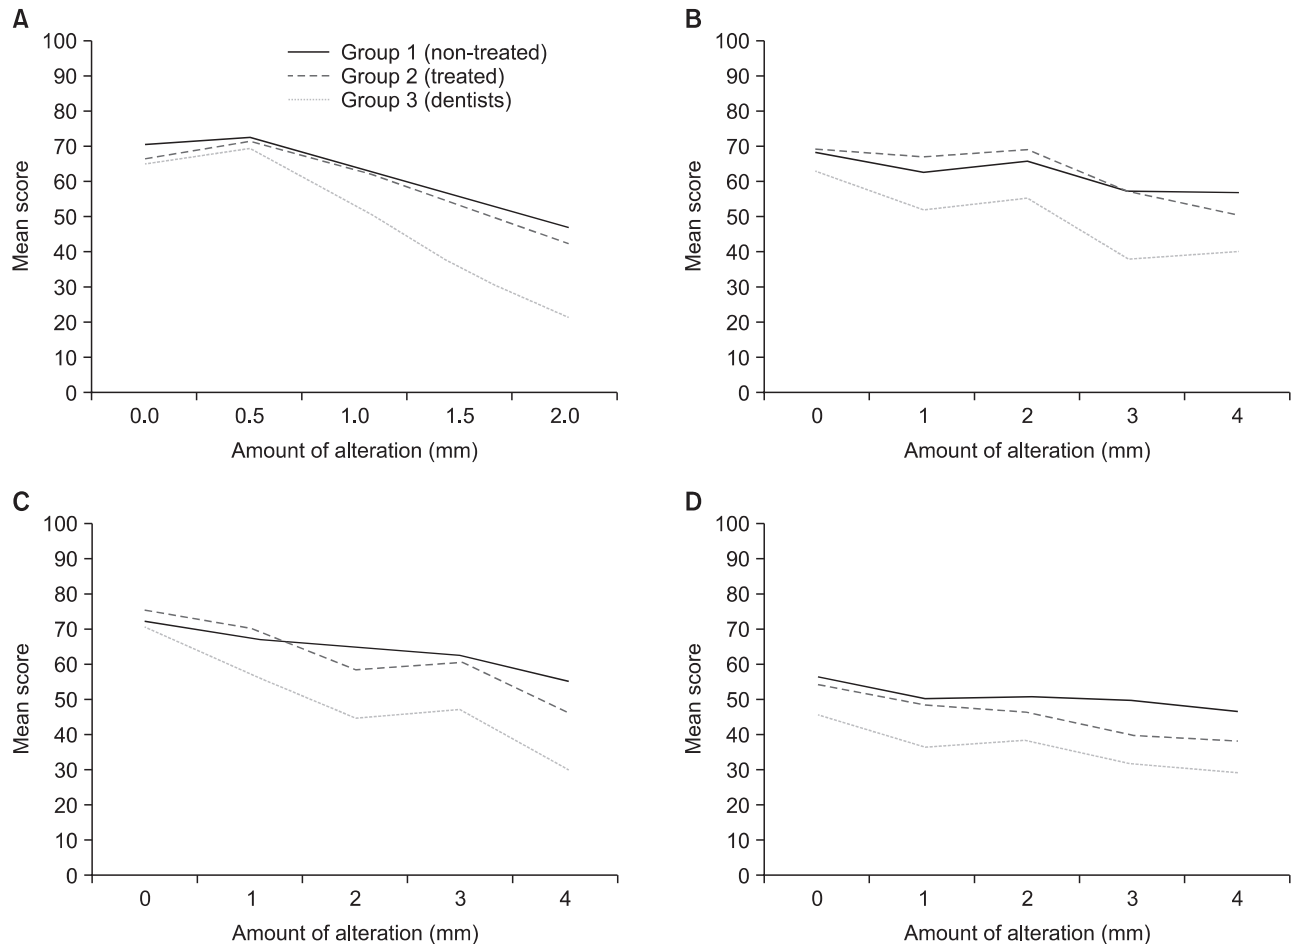 A
100
90
80
70
60
50
40
30
20
10
0
Mean score
Group 1 (non-treated)
Group 2 (treated)
Group 3 (dentists)
0.0 0.5 1.0 1.5 2.0
Amount of alteration (mm)
B
100
90
80
70
60
50
40
30
20
10
0
Mean score
0 1 2 3 4
Amount of alteration (mm)
C
100
90
80
70
60
50
40
30
20
10
0
Mean score
0 1 2 3 4
Amount of alteration (mm)
D
100
90
80
70
60
50
40
30
20
10
0
Mean score
0 1 2 3 4
Amount of alteration (mm)